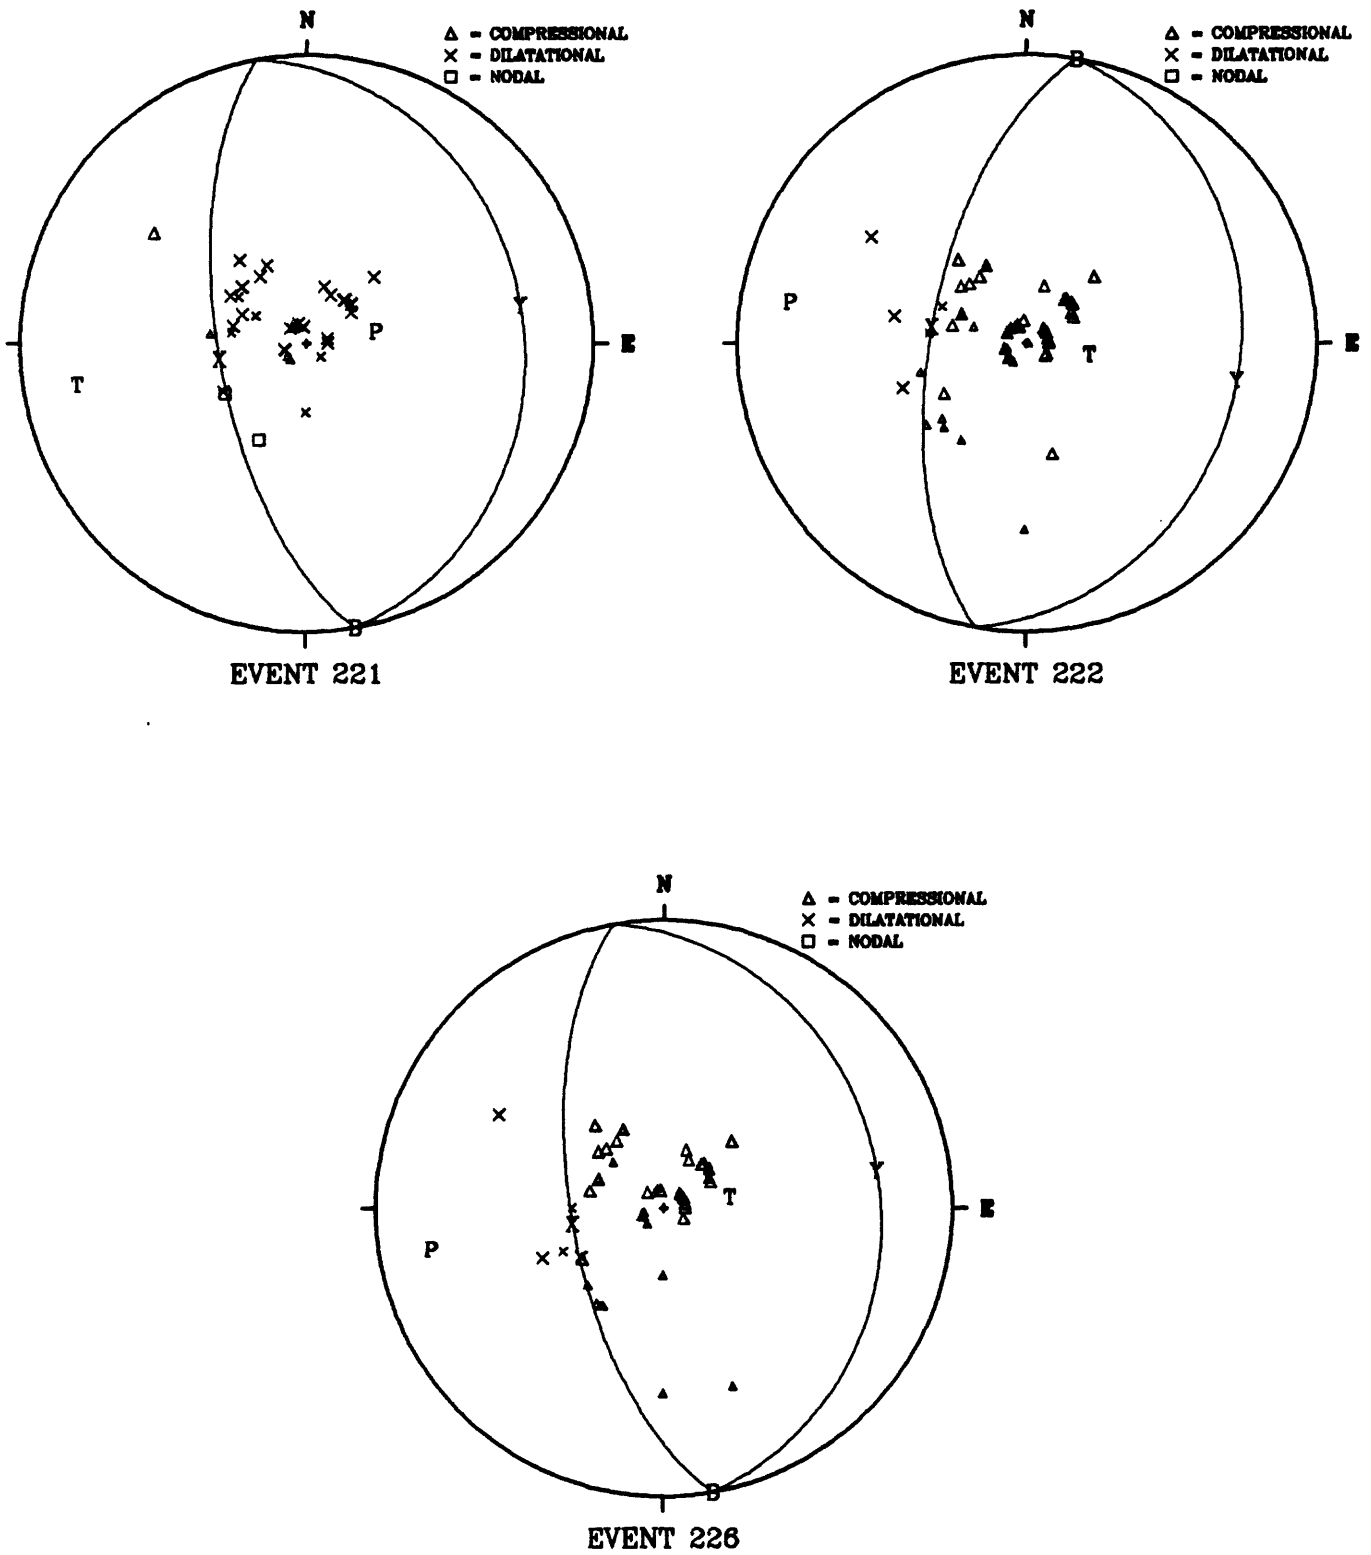 N
△ = COMPRESSIONAL
× = DILATATIONAL
□ = NODAL
Y
P
E
T
B
EVENT 221
N
△ = COMPRESSIONAL
× = DILATATIONAL
□ = NODAL
B
P
Y
E
T
Y
EVENT 222
N
△ = COMPRESSIONAL
× = DILATATIONAL
□ = NODAL
Y
T
E
P
B
EVENT 226